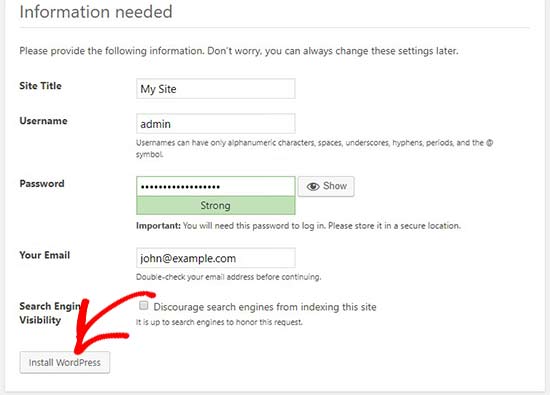 Information needed
Please provide the following information. Don't worry, you can always change these settings later.
Site Title
My Site
Username
admin
Usernames can have only alphanumeric characters, spaces, underscores, hyphens, periods, and the @
symbol.
Password
••••••••••••••••••
Show
Strong
Important: You will need this password to log in. Please store it in a secure location.
Your Email
john@example.com
Double-check your email address before continuing.
Search Engin
Visibility
Discourage search engines from indexing this site
It is up to search engines to honor this request.
Install WordPress